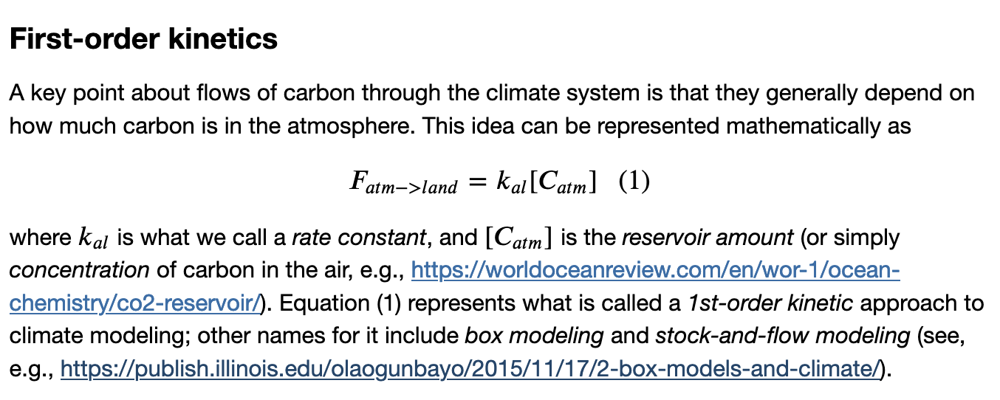 First-order kinetics
A key point about flows of carbon through the climate system is that they generally depend on
how much carbon is in the atmosphere. This idea can be represented mathematically as
F_{atm->land} = k_{al}[C_{atm}] (1)
where k_{al} is what we call a rate constant, and [C_{atm}] is the reservoir amount (or simply
concentration of carbon in the air, e.g., https://worldoceanreview.com/en/wor-1/ocean-
chemistry/co2-reservoir/). Equation (1) represents what is called a 1st-order kinetic approach to
climate modeling; other names for it include box modeling and stock-and-flow modeling (see,
e.g., https://publish.illinois.edu/olaogunbayo/2015/11/17/2-box-models-and-climate/).